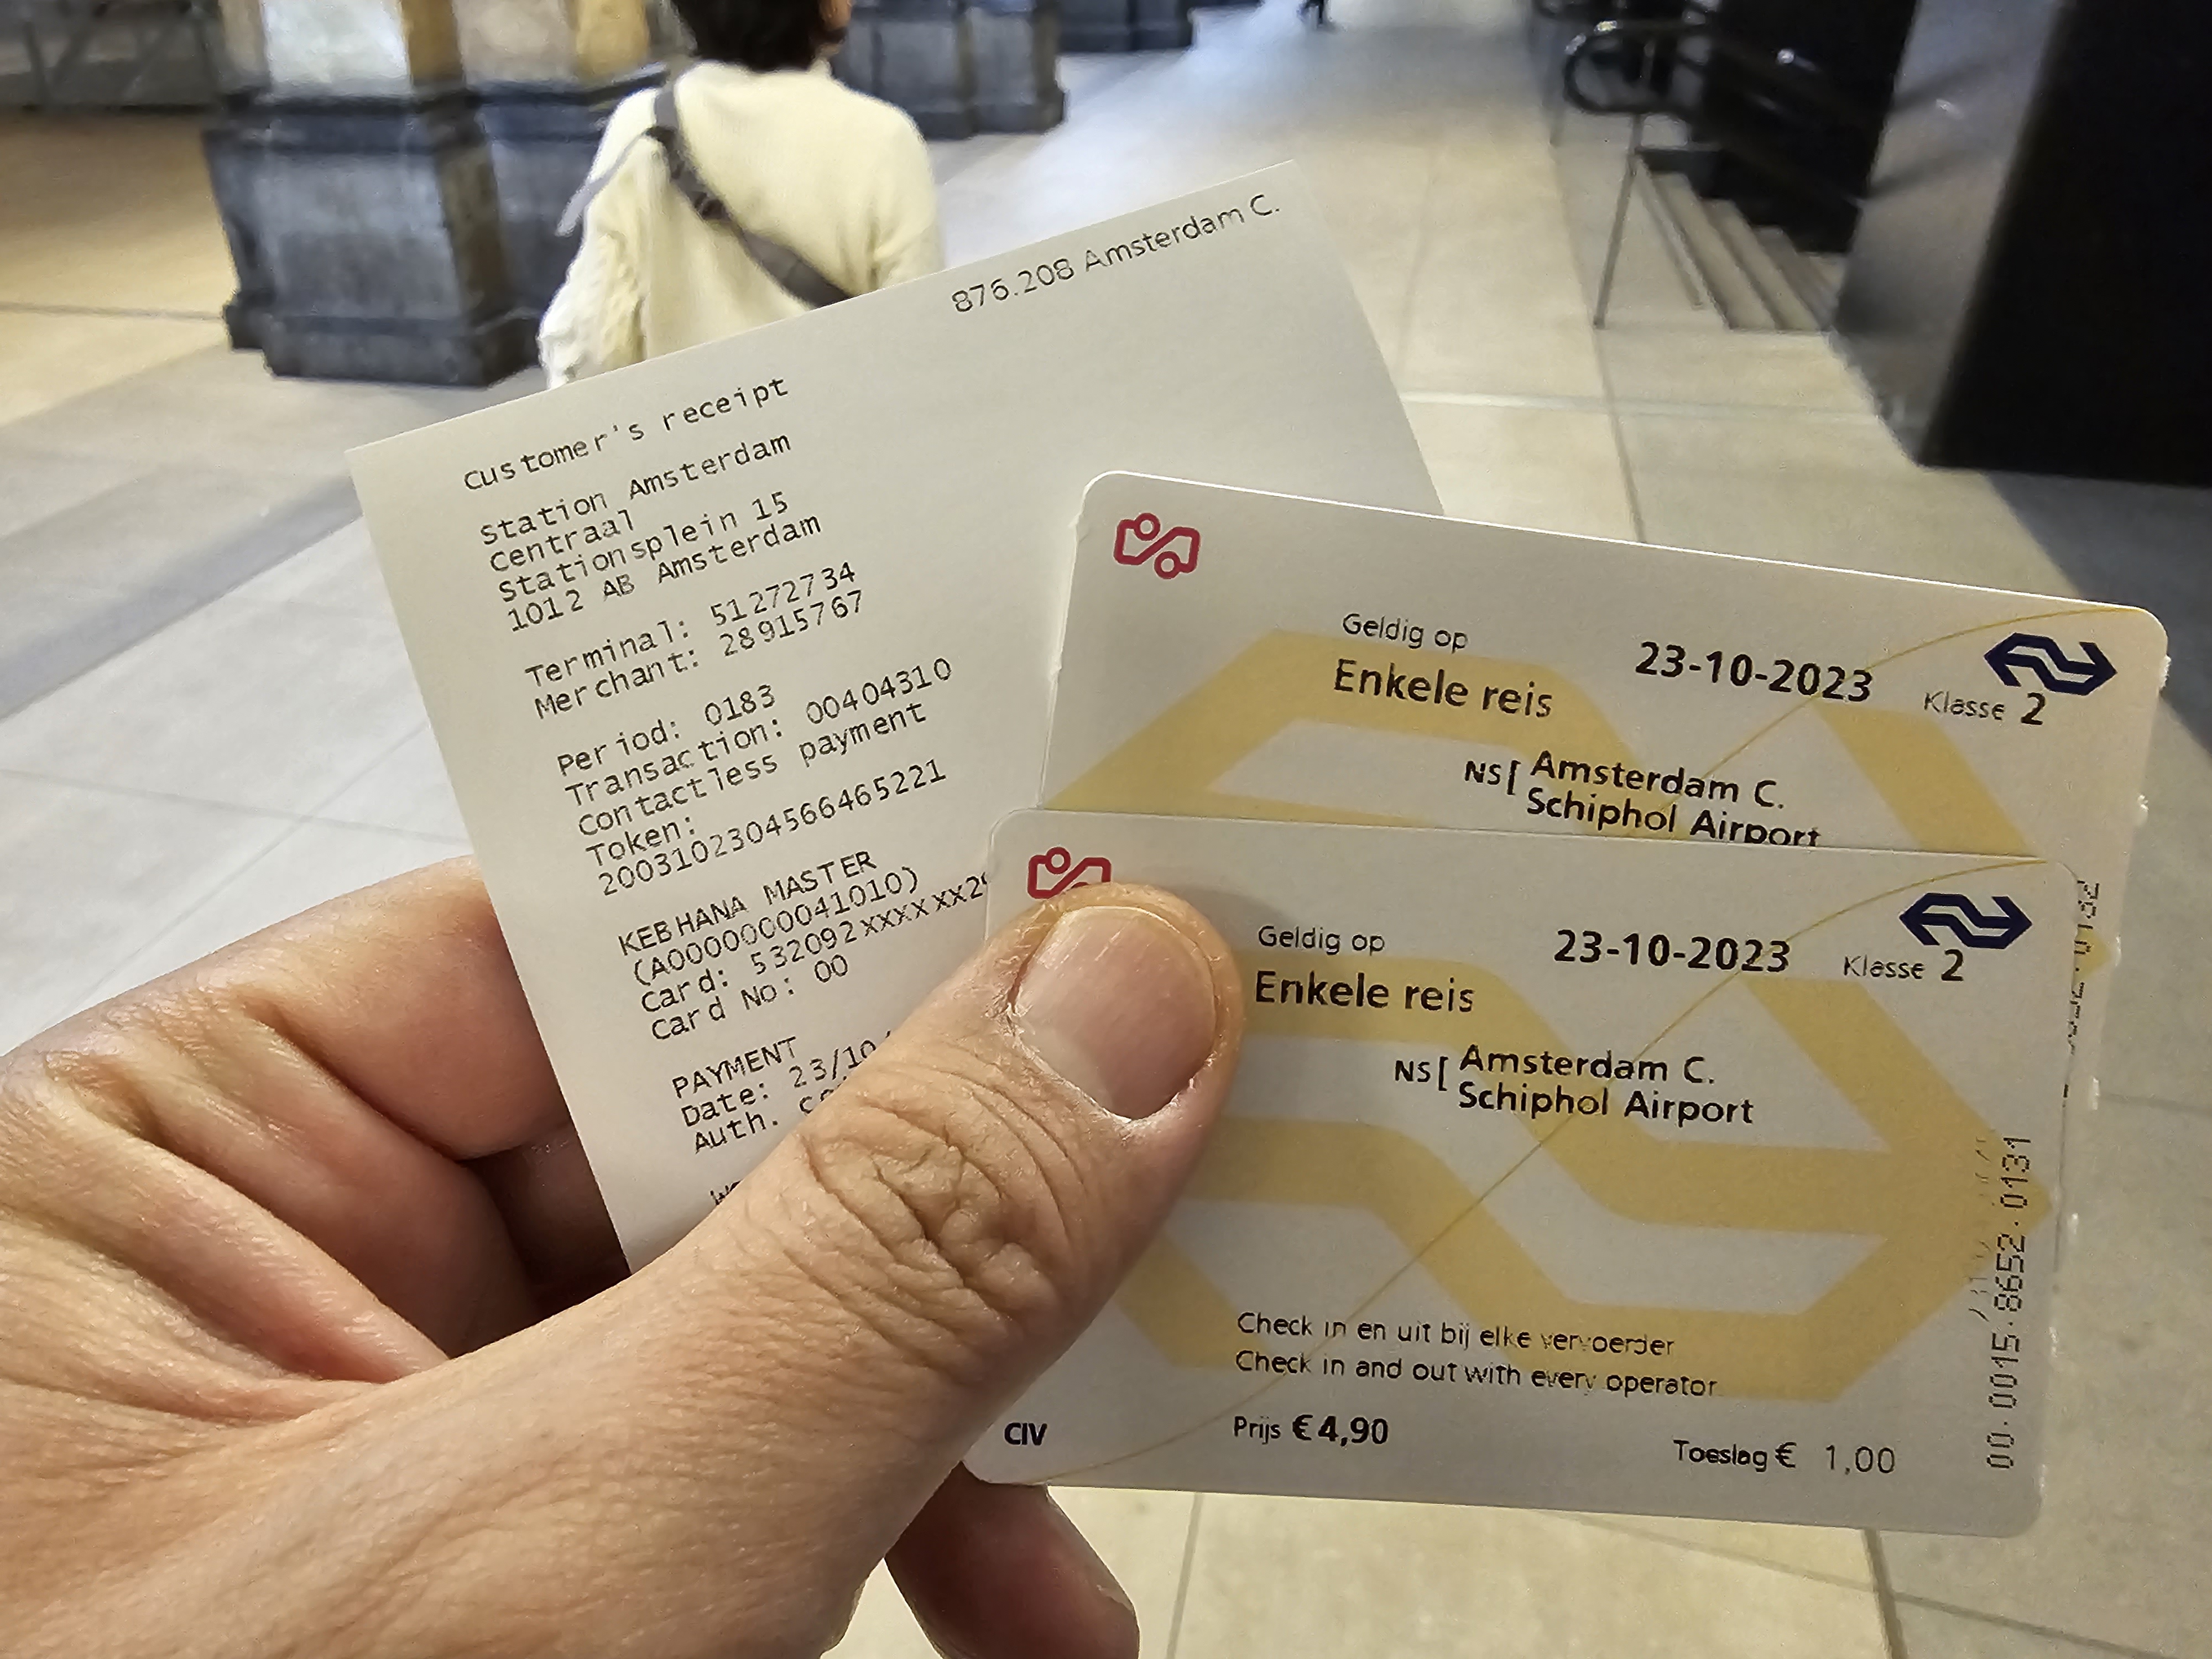 876.208 Amsterdam C.
Customer's receipt
Station Amsterdam
Centraal
Stationsplein 15
1012 AB Amsterdam
Terminal: 51272734
Merchant: 28915767
Period: 0183
Transaction: 00404310
Contactless payment
Token:
2003102304566465221
KEB HANA MASTER
(A0000000041010)
Card: 532092xxxxxxx2
Card No: 00
PAYMENT
Date: 23/10/
Auth.
Geldig op
Enkele reis
23-10-2023
Klasse 2
NS[ Amsterdam C.
Schiphol Airport
Geldig op
Enkele reis
23-10-2023
Klasse 2
NS[ Amsterdam C.
Schiphol Airport
Check in en uit bij elke vervoerder
Check in and out with every operator
CIV
Prijs € 4,90
Toeslag € 1,00
00.0015.8652.0131